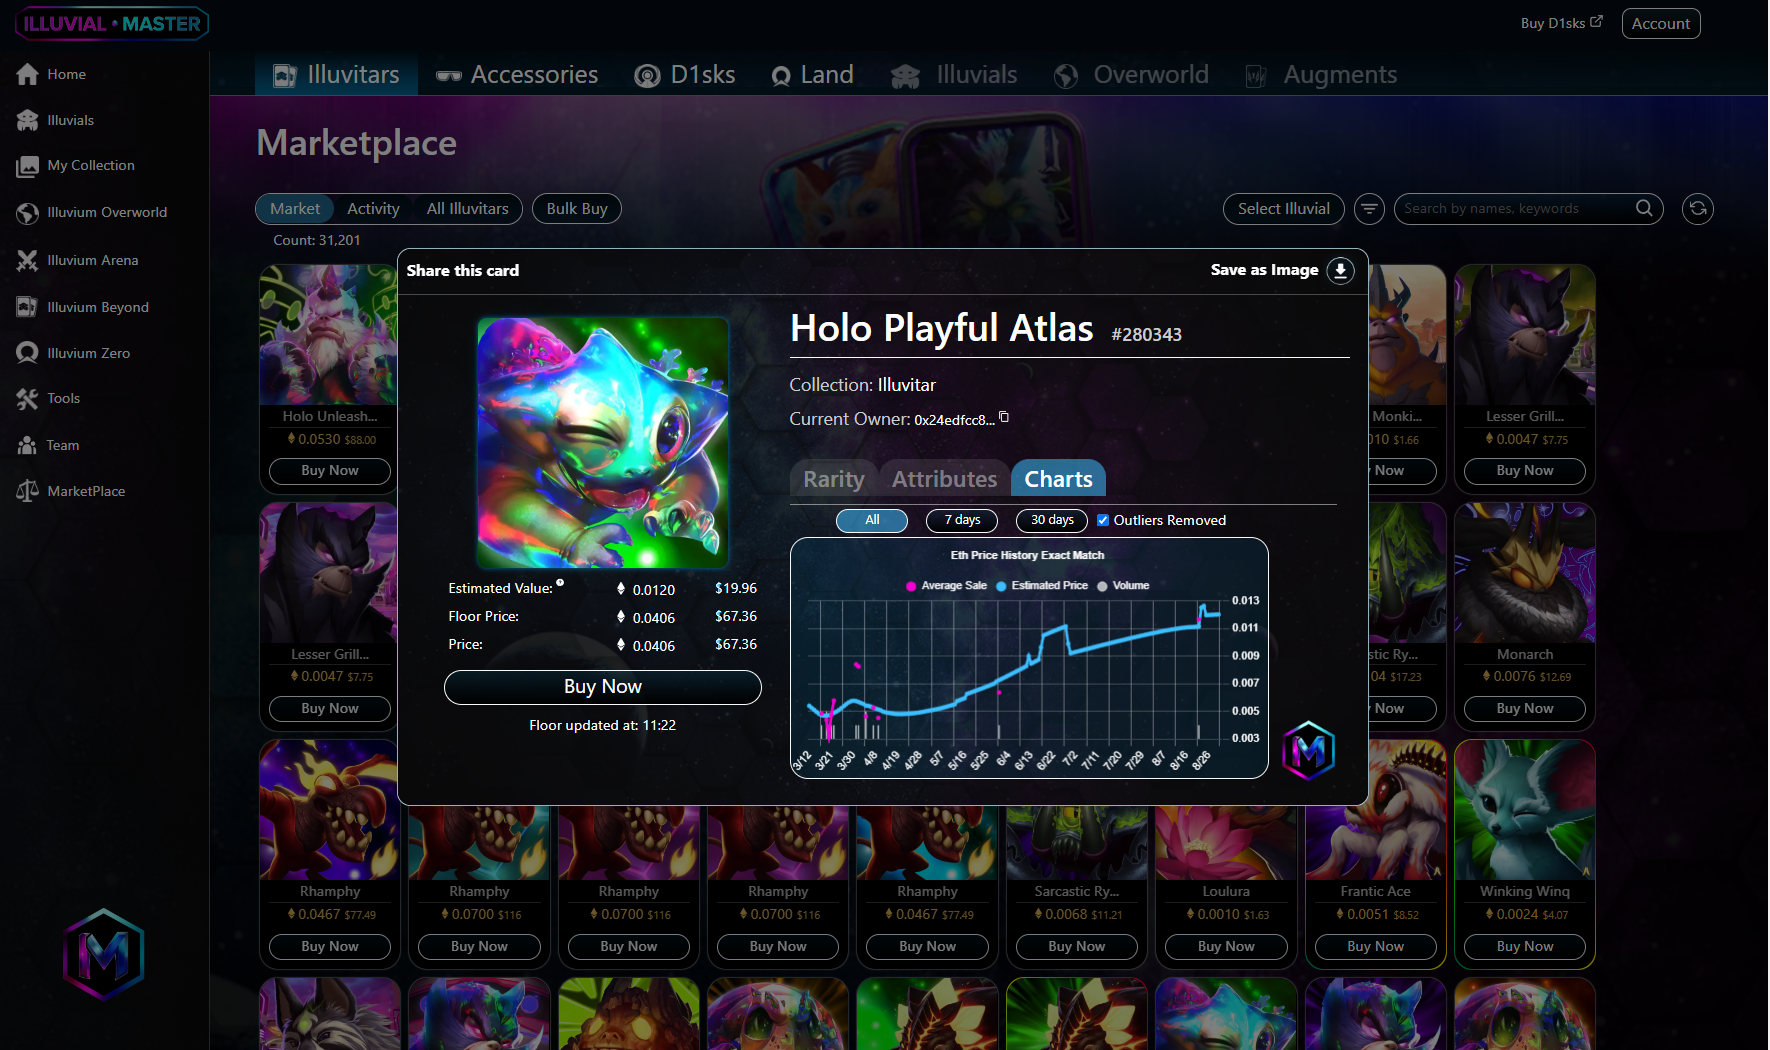 ILLUVIAL · MASTER
Buy D1sks
Account
Home
Illuvials
My Collection
Illuvium Overworld
Illuvium Arena
Illuvium Beyond
Illuvium Zero
Tools
Team
MarketPlace
Illuvitars Accessories D1sks Land Illuvials Overworld Augments
Marketplace
Market Activity All Illuvitars Bulk Buy
Select Illuvial
Search by names, keywords
Count: 31,201
Share this card
Save as Image
Holo Playful Atlas #280343
Collection: Illuvitar
Current Owner: 0x24edfcc8...
Rarity Attributes Charts
All 7 days 30 days Outliers Removed
Eth Price History Exact Match
Average Sale Estimated Price Volume
0.013
0.011
0.009
0.007
0.005
0.003
3/12 3/21 3/30 4/8 4/19 4/28 5/7 5/16 5/25 6/4 6/13 6/22 7/2 7/11 7/20 7/29 8/7 8/16 8/26
Estimated Value: 0.0120 $19.96
Floor Price: 0.0406 $67.36
Price: 0.0406 $67.36
Buy Now
Floor updated at: 11:22
Holo Unleash...
0.0530 $88.00
Buy Now
Monki...
010 $1.66
Now
Lesser Grill...
0.0047 $7.75
Buy Now
Lesser Grill...
0.0047 $7.75
Buy Now
stic Ry...
04 $17.23
Now
Monarch
0.0076 $12.69
Buy Now
Rhamphy
0.0467 $77.49
Buy Now
Rhamphy
0.0700 $116
Buy Now
Rhamphy
0.0700 $116
Buy Now
Rhamphy
0.0700 $116
Buy Now
Rhamphy
0.0467 $77.49
Buy Now
Sarcastic Ry...
0.0068 $11.21
Buy Now
Loulura
0.0010 $1.63
Buy Now
Frantic Ace
0.0051 $8.52
Buy Now
Winking Winq
0.0024 $4.07
Buy Now